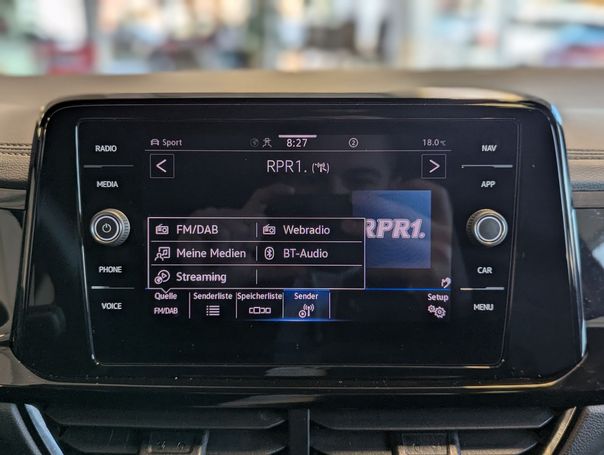 RADIO
MEDIA
PHONE
VOICE
Sport 8:27 2 18.0°C
RPR1.
RPR1.
FM/DAB Webradio
Meine Medien BT-Audio
Streaming
Quelle Senderliste Speicherliste Sender Setup
FM/DAB
NAV
APP
CAR
MENU